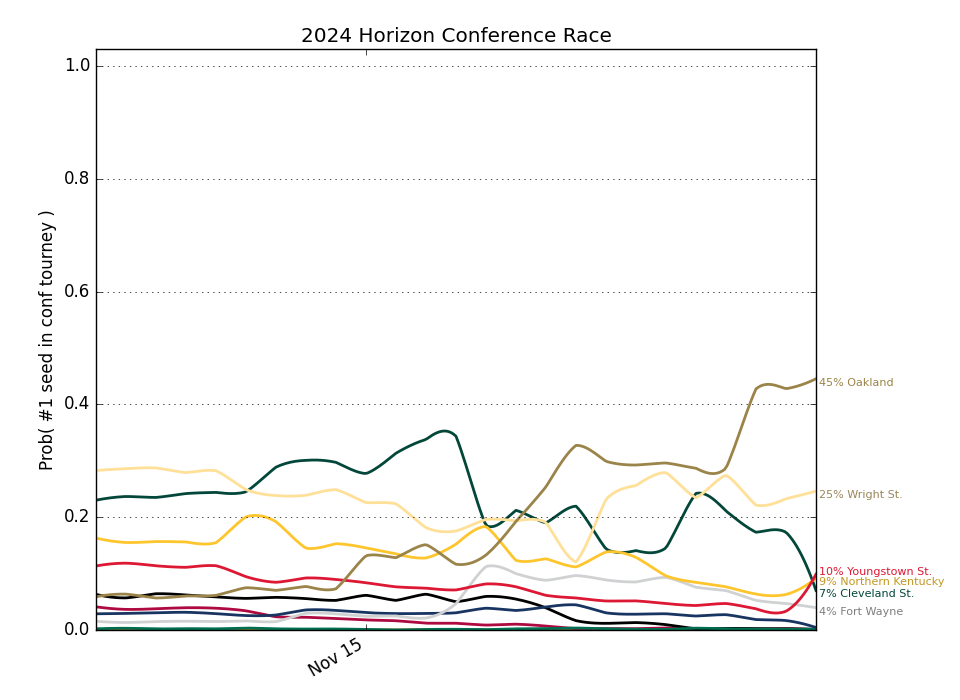 2024 Horizon Conference Race
Prob( #1 seed in conf tourney )
1.0
0.8
0.6
0.4
0.2
0.0
Nov 15
45% Oakland
25% Wright St.
10% Youngstown St.
9% Northern Kentucky
7% Cleveland St.
4% Fort Wayne